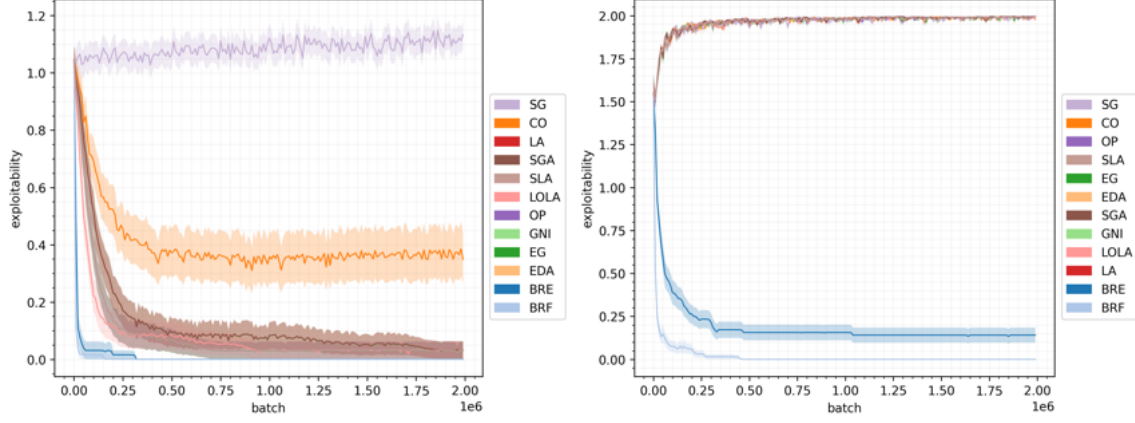 1.2
1.0
0.8
0.6
0.4
0.2
0.0
exploitability
0.00 0.25 0.50 0.75 1.00 1.25 1.50 1.75 2.00
1e6
batch
SG
CO
LA
SGA
SLA
LOLA
OP
GNI
EG
EDA
BRE
BRF
2.00
1.75
1.50
1.25
1.00
0.75
0.50
0.25
0.00
exploitability
0.00 0.25 0.50 0.75 1.00 1.25 1.50 1.75 2.00
1e6
batch
SG
CO
OP
SLA
EG
EDA
SGA
GNI
LOLA
LA
BRE
BRF